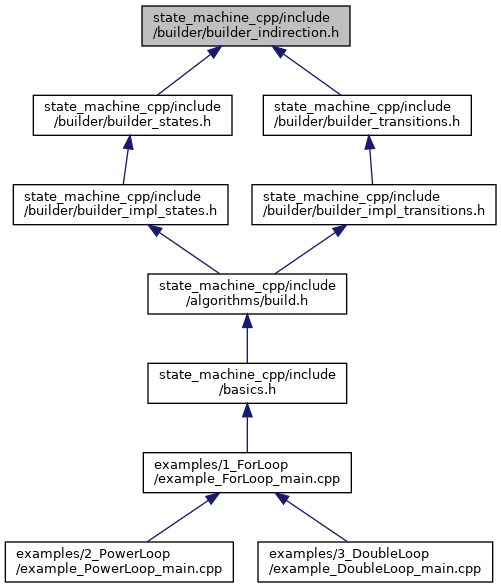 state_machine_cpp/include
/builder/builder_indirection.h
state_machine_cpp/include
/builder/builder_states.h
state_machine_cpp/include
/builder/builder_transitions.h
state_machine_cpp/include
/builder/builder_impl_states.h
state_machine_cpp/include
/builder/builder_impl_transitions.h
state_machine_cpp/include
/algorithms/build.h
state_machine_cpp/include
/basics.h
examples/1_ForLoop
/example_ForLoop_main.cpp
examples/2_PowerLoop
/example_PowerLoop_main.cpp
examples/3_DoubleLoop
/example_DoubleLoop_main.cpp